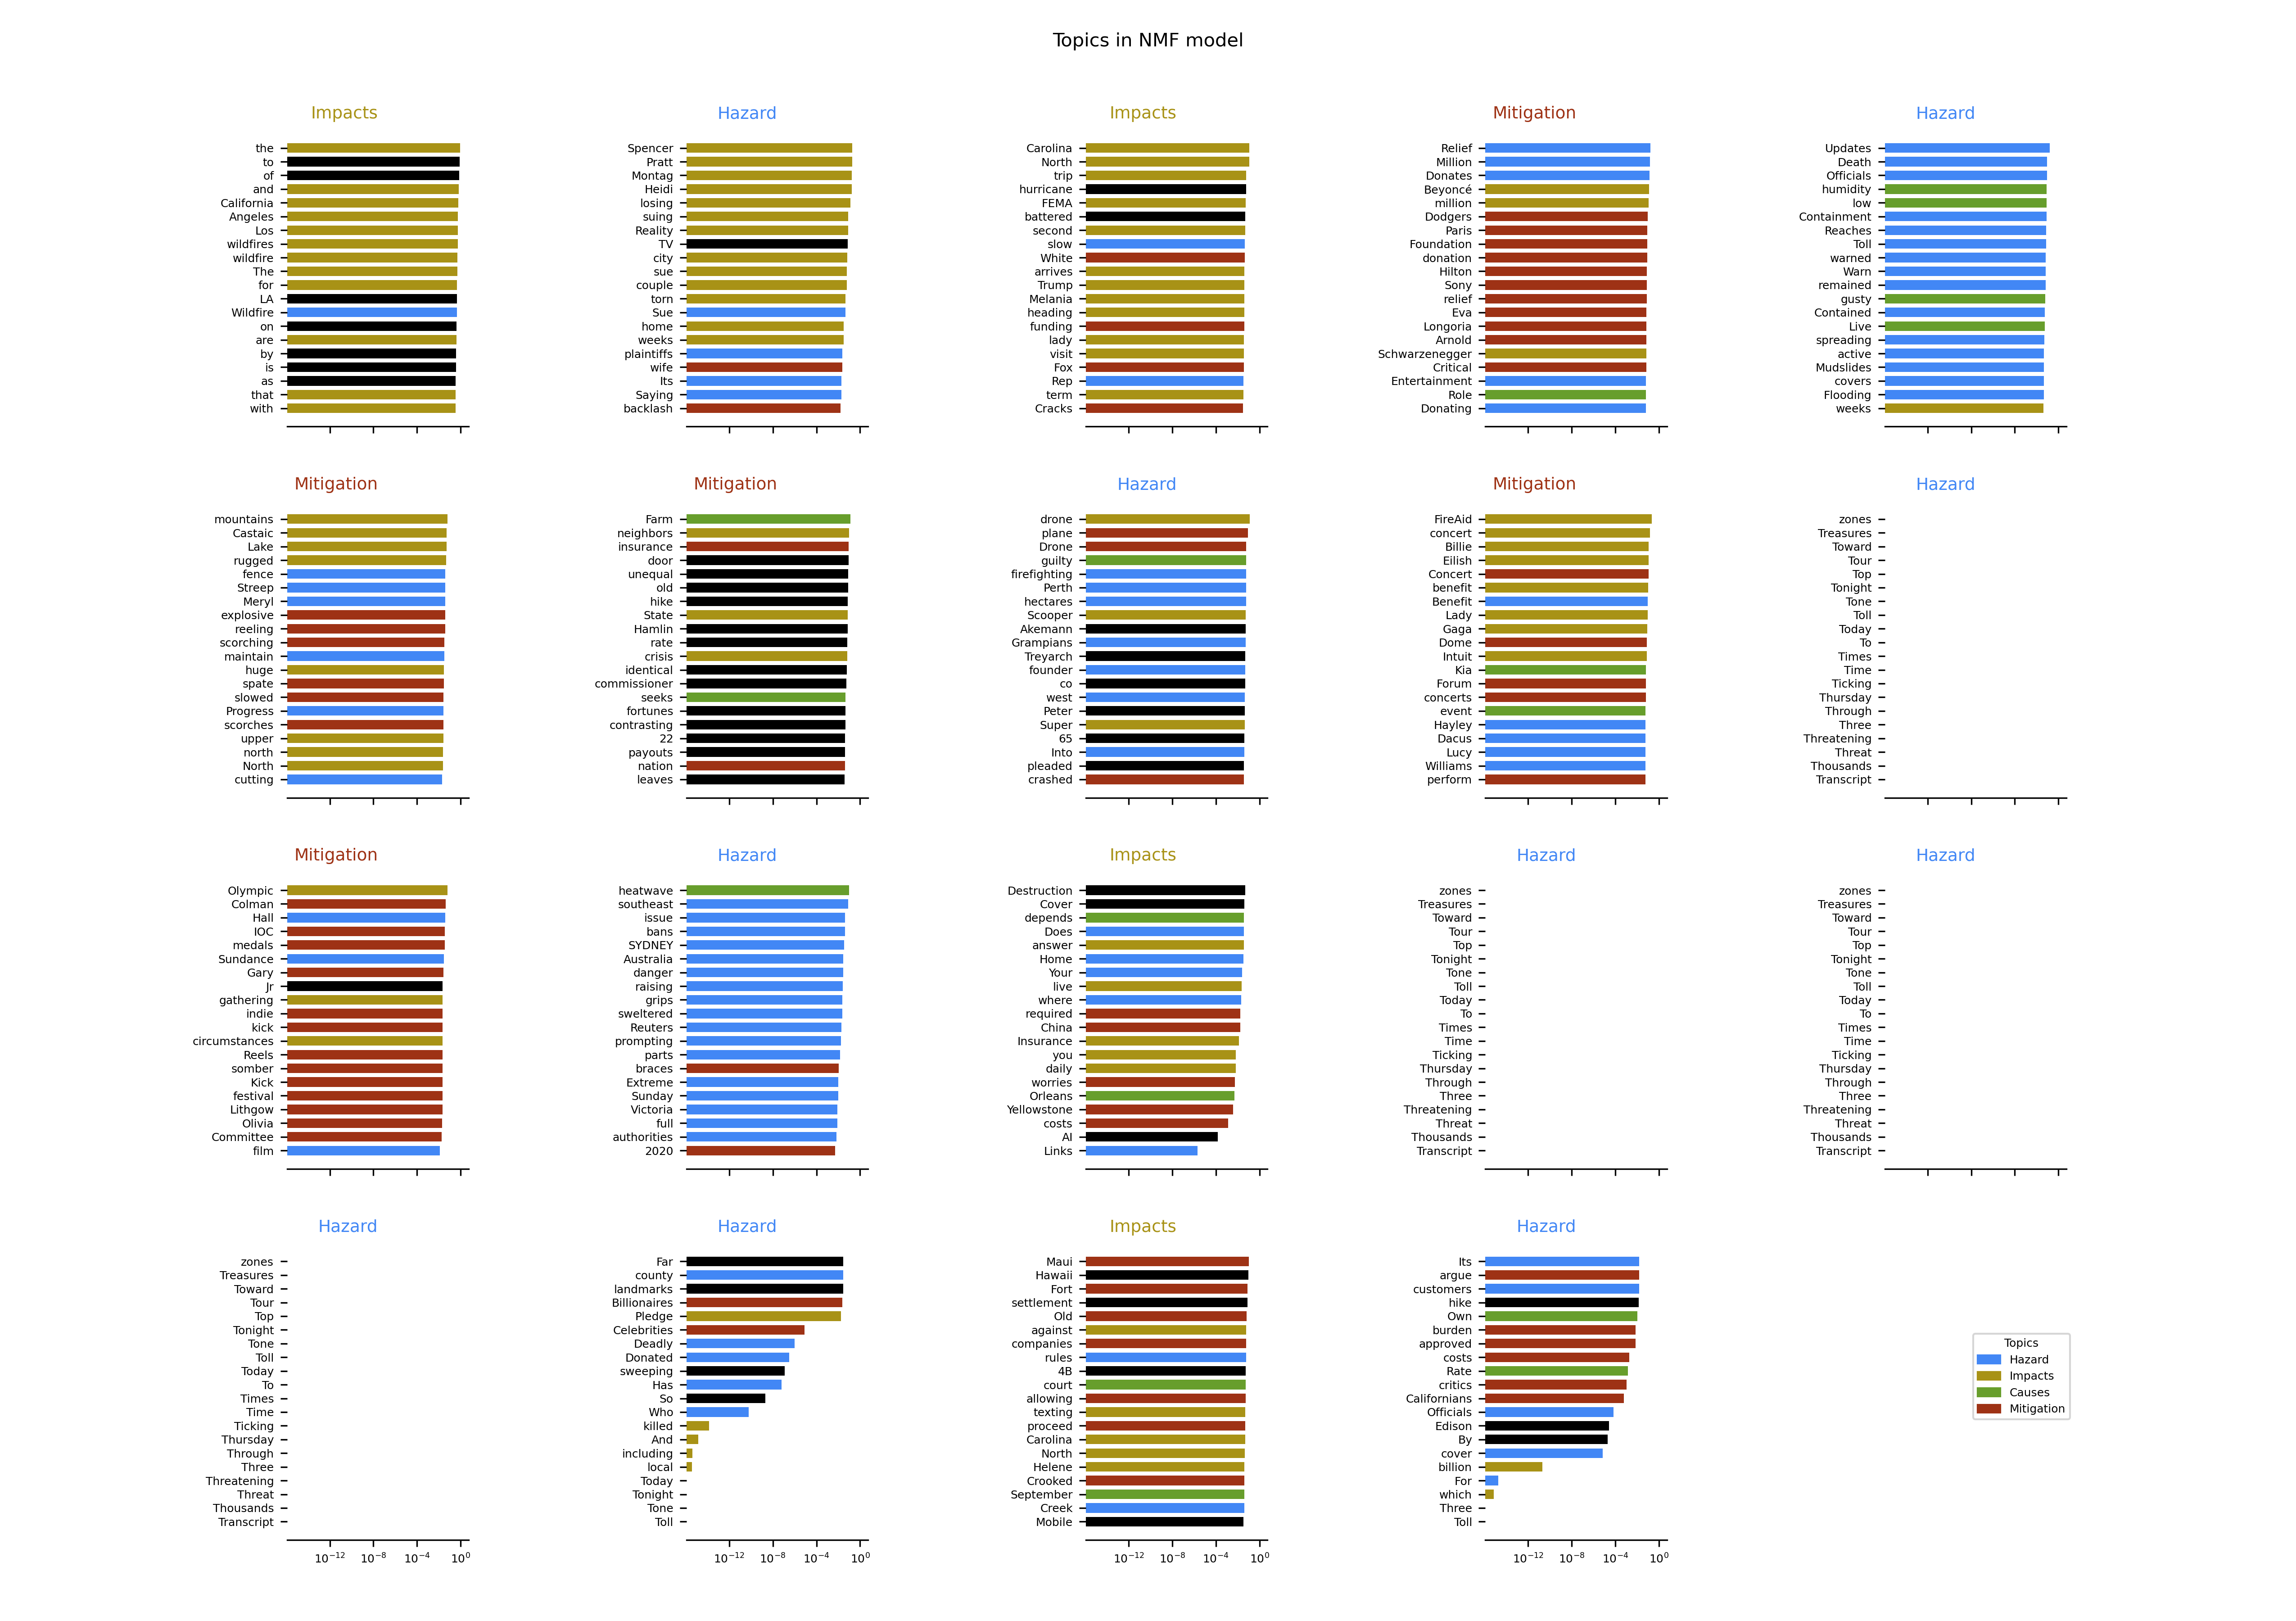 Topics in NMF model
Impacts
the
to
of
and
California
Angeles
Los
wildfires
wildfire
The
for
LA
Wildfire
on
are
by
is
as
that
with
Hazard
Spencer
Pratt
Montag
Heidi
losing
suing
Reality
TV
city
sue
couple
torn
Sue
home
weeks
plaintiffs
wife
Its
Saying
backlash
Impacts
Carolina
North
trip
hurricane
FEMA
battered
second
slow
White
arrives
Trump
Melania
heading
funding
lady
visit
Fox
Rep
term
Cracks
Mitigation
Relief
Million
Donates
Beyoncé
million
Dodgers
Paris
Foundation
donation
Hilton
Sony
relief
Eva
Longoria
Arnold
Schwarzenegger
Critical
Entertainment
Role
Donating
Hazard
Updates
Death
Officials
humidity
low
Containment
Reaches
Toll
warned
Warn
remained
gusty
Contained
Live
spreading
active
Mudslides
covers
Flooding
weeks
Mitigation
mountains
Castaic
Lake
rugged
fence
Streep
Meryl
explosive
reeling
scorching
maintain
huge
spate
slowed
Progress
scorches
upper
north
North
cutting
Mitigation
Farm
neighbors
insurance
door
unequal
old
hike
State
Hamlin
rate
crisis
identical
commissioner
seeks
fortunes
contrasting
22
payouts
nation
leaves
Hazard
drone
plane
Drone
guilty
firefighting
Perth
hectares
Scooper
Akemann
Grampians
Treyarch
founder
co
west
Peter
Super
65
Into
pleaded
crashed
Mitigation
FireAid
concert
Billie
Eilish
Concert
benefit
Benefit
Lady
Gaga
Dome
Intuit
Kia
Forum
concerts
event
Hayley
Dacus
Lucy
Williams
perform
Hazard
zones
Treasures
Toward
Tour
Top
Tonight
Tone
Toll
Today
To
Times
Time
Ticking
Thursday
Through
Three
Threatening
Threat
Thousands
Transcript
Mitigation
Olympic
Colman
Hall
IOC
medals
Sundance
Gary
Jr
gathering
indie
kick
circumstances
Reels
somber
Kick
festival
Lithgow
Olivia
Committee
film
Hazard
heatwave
southeast
issue
bans
SYDNEY
Australia
danger
raising
grips
sweltered
Reuters
prompting
parts
braces
Extreme
Sunday
Victoria
full
authorities
2020
Impacts
Destruction
Cover
depends
Does
answer
Home
Your
live
where
required
China
Insurance
you
daily
worries
Orleans
Yellowstone
costs
AI
Links
Hazard
zones
Treasures
Toward
Tour
Top
Tonight
Tone
Toll
Today
To
Times
Time
Ticking
Thursday
Through
Three
Threatening
Threat
Thousands
Transcript
Hazard
zones
Treasures
Toward
Tour
Top
Tonight
Tone
Toll
Today
To
Times
Time
Ticking
Thursday
Through
Three
Threatening
Threat
Thousands
Transcript
Hazard
zones
Treasures
Toward
Tour
Top
Tonight
Tone
Toll
Today
To
Times
Time
Ticking
Thursday
Through
Three
Threatening
Threat
Thousands
Transcript
10⁻¹² 10⁻⁸ 10⁻⁴ 10⁰
Hazard
Far
county
landmarks
Billionaires
Pledge
Celebrities
Deadly
Donated
sweeping
Has
So
Who
killed
And
including
local
Today
Tonight
Tone
Toll
10⁻¹² 10⁻⁸ 10⁻⁴ 10⁰
Impacts
Maui
Hawaii
Fort
settlement
Old
against
companies
rules
4B
court
allowing
texting
proceed
Carolina
North
Helene
Crooked
September
Creek
Mobile
10⁻¹² 10⁻⁸ 10⁻⁴ 10⁰
Hazard
Its
argue
customers
hike
Own
burden
approved
costs
Rate
critics
Californians
Officials
Edison
By
cover
billion
For
which
Three
Toll
10⁻¹² 10⁻⁸ 10⁻⁴ 10⁰
Topics
Hazard
Impacts
Causes
Mitigation